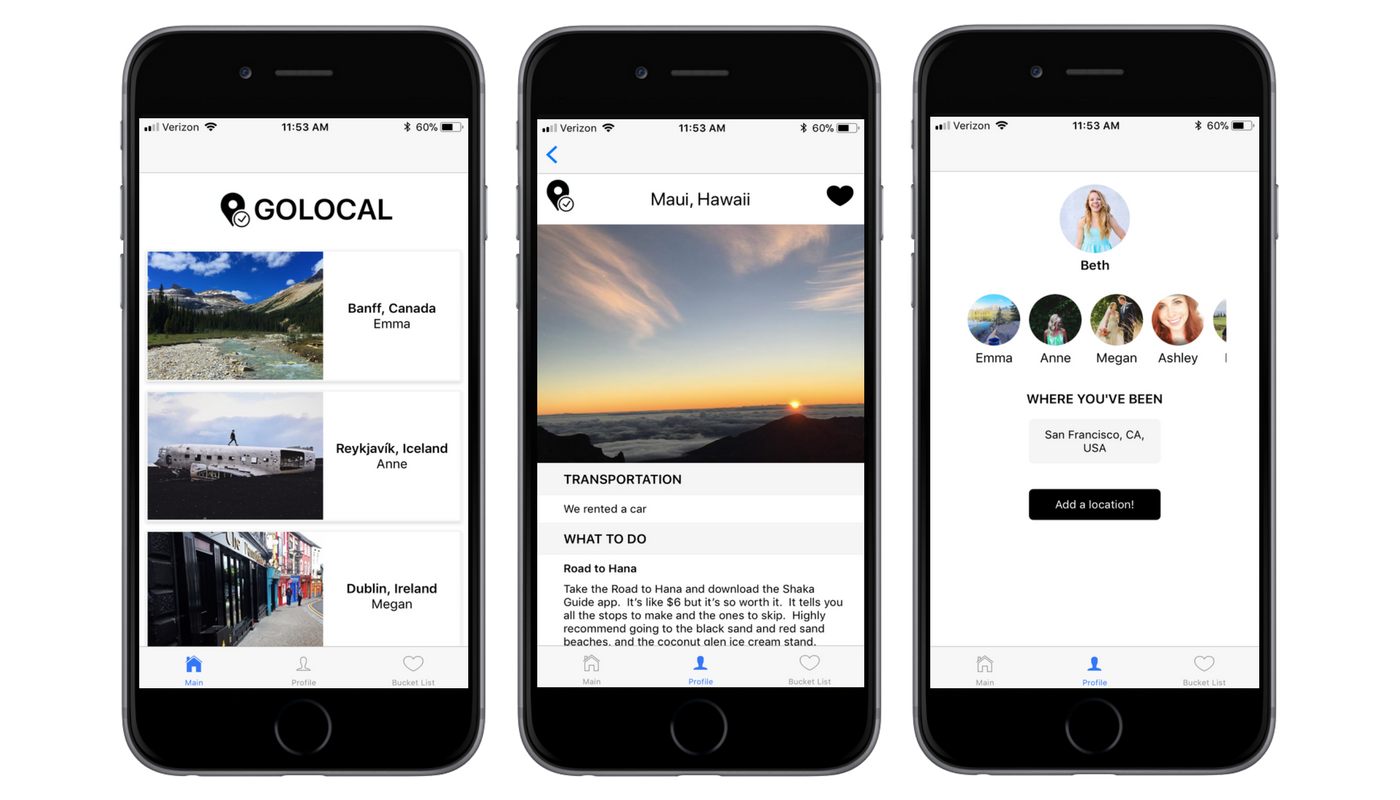 Verizon 11:53 AM 60%
GOLOCAL
Banff, Canada
Emma
Reykjavík, Iceland
Anne
Dublin, Ireland
Megan
Main Profile Bucket List
Verizon 11:53 AM 60%
Maui, Hawaii
TRANSPORTATION
We rented a car
WHAT TO DO
Road to Hana
Take the Road to Hana and download the Shaka
Guide app. It's like $6 but it's so worth it. It tells you
all the stops to make and the ones to skip. Highly
recommend going to the black sand and red sand
beaches, and the coconut glen ice cream stand.
Main Profile Bucket List
Verizon 11:53 AM 60%
Beth
Emma Anne Megan Ashley
WHERE YOU'VE BEEN
San Francisco, CA,
USA
Add a location!
Main Profile Bucket List